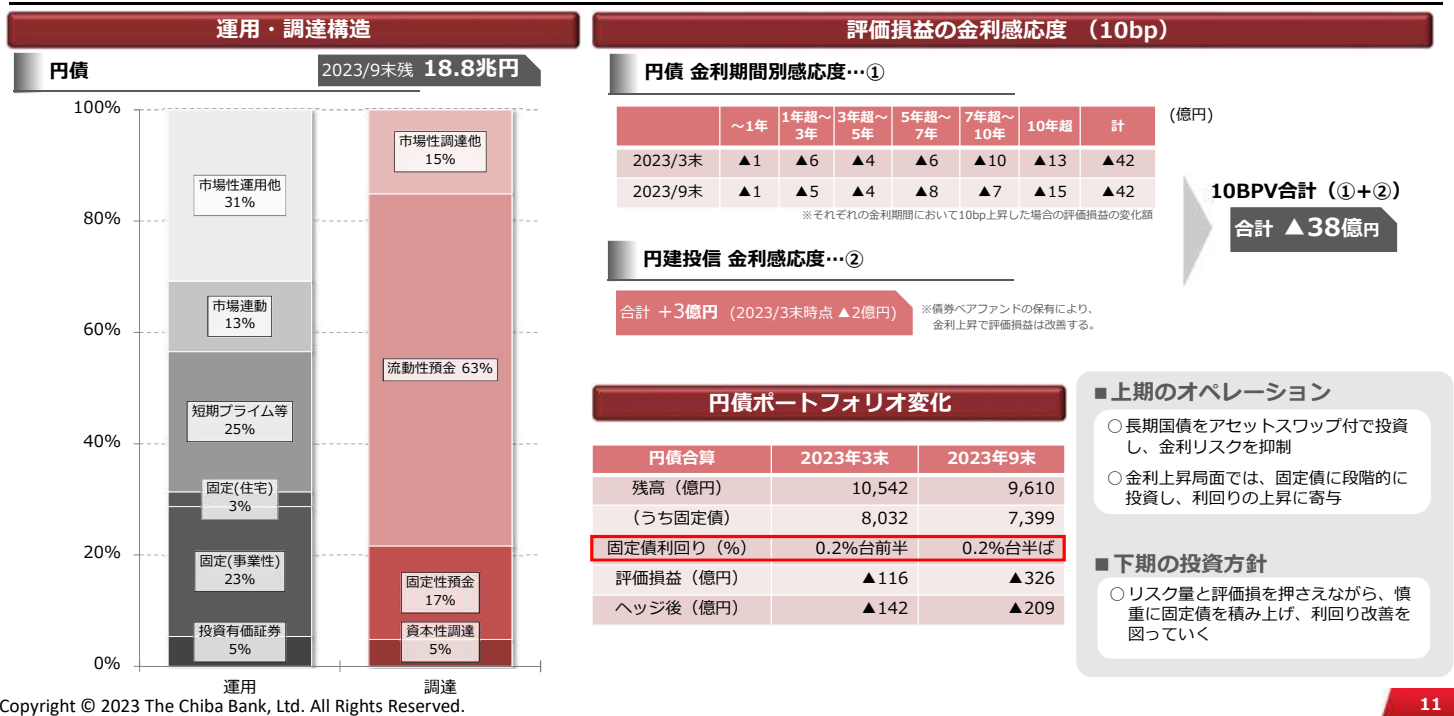 運用・調達構造
円債
2023/9末残 18.8兆円
100%
80%
60%
40%
20%
0%
市場性運用他
31%
市場連動
13%
短期プライム等
25%
固定(住宅)
3%
固定(事業性)
23%
投資有価証券
5%
市場性調達他
15%
流動性預金 63%
固定性預金
17%
資本性調達
5%
運用
調達
評価損益の金利感応度 (10bp)
円債 金利期間別感応度…①
(億円)
～1年 1年超～3年 3年超～5年 5年超～7年 7年超～10年 10年超 計
2023/3末 ▲1 ▲6 ▲4 ▲6 ▲10 ▲13 ▲42
2023/9末 ▲1 ▲5 ▲4 ▲8 ▲7 ▲15 ▲42
※それぞれの金利期間において10bp上昇した場合の評価損益の変化額
円建投信 金利感応度…②
合計 +3億円 (2023/3末時点 ▲2億円)
※債券ベアファンドの保有により、
金利上昇で評価損益は改善する。
10BPV合計（①+②）
合計 ▲38億円
円債ポートフォリオ変化
円債合算 2023年3末 2023年9末
残高（億円） 10,542 9,610
（うち固定債） 8,032 7,399
固定債利回り（%） 0.2%台前半 0.2%台半ば
評価損益（億円） ▲116 ▲326
ヘッジ後（億円） ▲142 ▲209
■上期のオペレーション
○長期国債をアセットスワップ付で投資
し、金利リスクを抑制
○金利上昇局面では、固定債に段階的に
投資し、利回りの上昇に寄与
■下期の投資方針
○リスク量と評価損を押さえながら、慎
重に固定債を積み上げ、利回り改善を
図っていく
Copyright © 2023 The Chiba Bank, Ltd. All Rights Reserved.
11